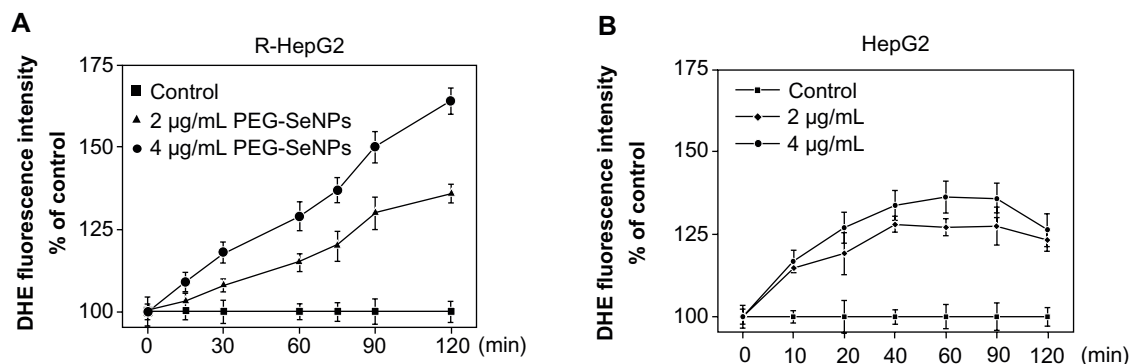 A
R-HepG2
DHE fluorescence intensity
% of control
175
150
125
100
Control
2 µg/mL PEG-SeNPs
4 µg/mL PEG-SeNPs
0 30 60 90 120 (min)
B
HepG2
DHE fluorescence intensity
% of control
175
150
125
100
Control
2 µg/mL
4 µg/mL
0 10 20 40 60 90 120 (min)